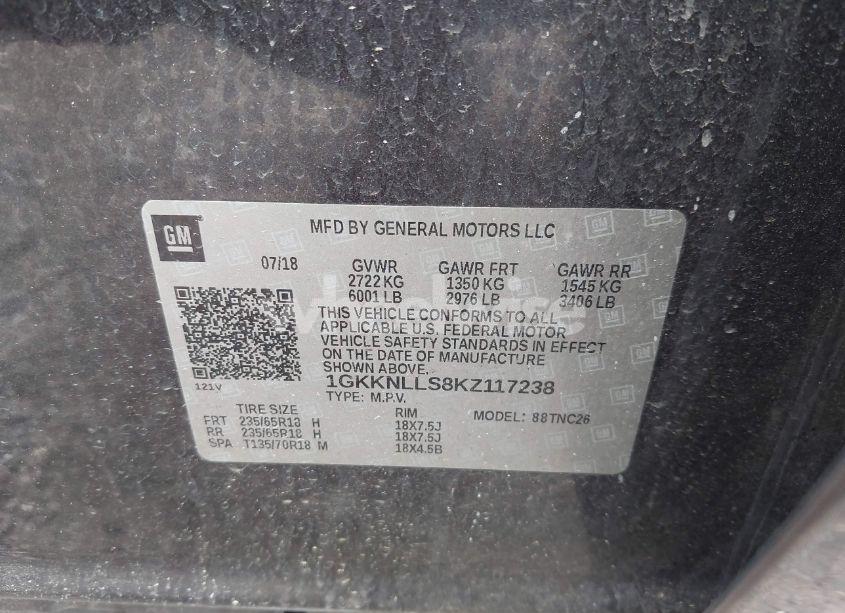 GM
MFD BY GENERAL MOTORS LLC
07/18 GVWR GAWR FRT GAWR RR
2722 KG 1350 KG 1545 KG
6001 LB 2976 LB 3406 LB
THIS VEHICLE CONFORMS TO ALL
APPLICABLE U.S. FEDERAL MOTOR
VEHICLE SAFETY STANDARDS IN EFFECT
ON THE DATE OF MANUFACTURE
SHOWN ABOVE.
121V
1GKKNLLS8KZ117238
TYPE: M.P.V.
TIRE SIZE RIM MODEL: 88TNC26
FRT 235/65R18 H 18X7.5J
RR 235/65R18 H 18X7.5J
SPA T135/70R18 M 18X4.5B